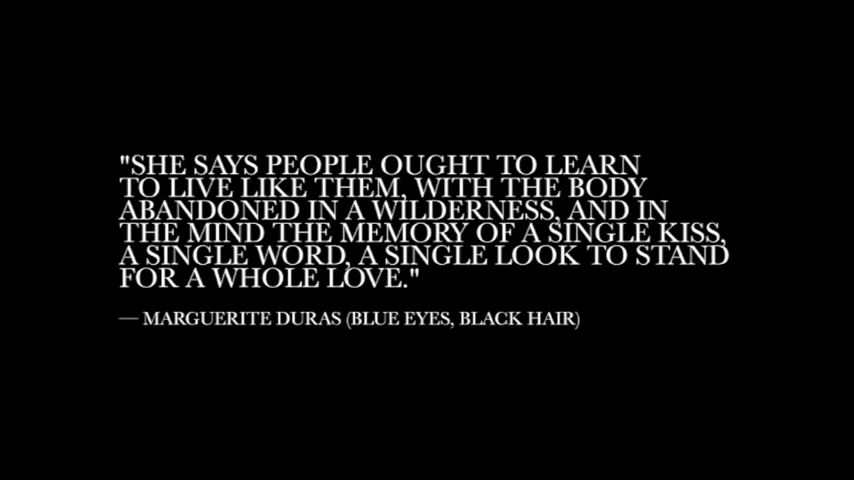 "SHE SAYS PEOPLE OUGHT TO LEARN
TO LIVE LIKE THEM, WITH THE BODY
ABANDONED IN A WILDERNESS, AND IN
THE MIND THE MEMORY OF A SINGLE KISS,
A SINGLE WORD, A SINGLE LOOK TO STAND
FOR A WHOLE LOVE."
— MARGUERITE DURAS (BLUE EYES, BLACK HAIR)